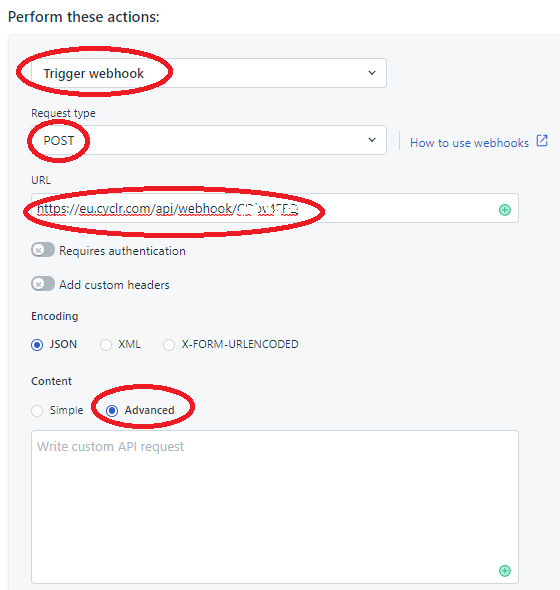 Perform these actions:
Trigger webhook
Request type
POST
How to use webhooks
URL
https://eu.cyclr.com/api/webhook/
Requires authentication
Add custom headers
Encoding
JSON XML X-FORM-URLENCODED
Content
Simple Advanced
Write custom API request